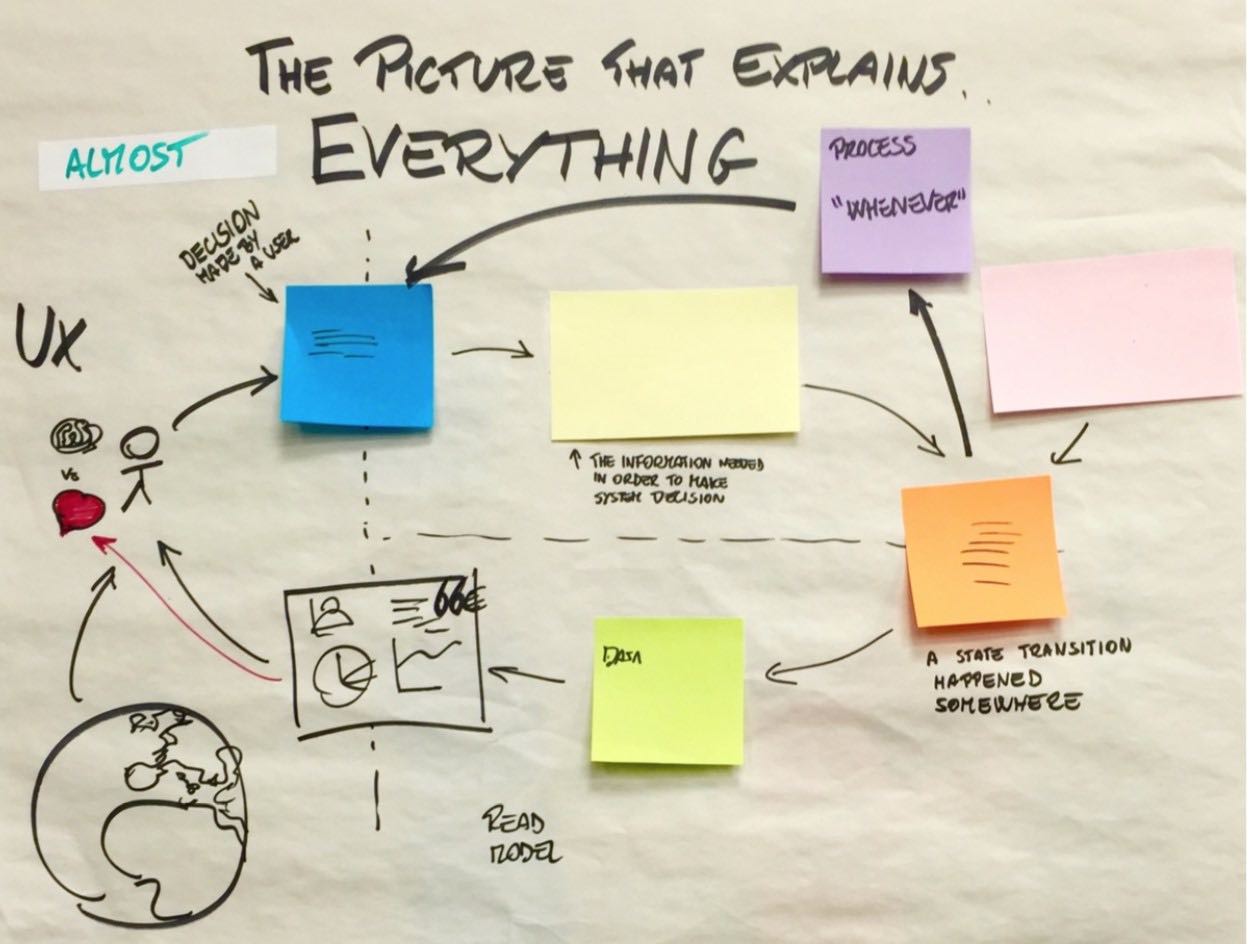 THE PICTURE THAT EXPLAINS..
ALMOST
EVERYTHING
PROCESS
"WHENEVER"
DECISION
MADE BY
A USER
UX
VS
↑ THE INFORMATION NEEDED
IN ORDER TO MAKE
SYSTEM DECISION
66€
DATA
A STATE TRANSITION
HAPPENED
SOMEWHERE
READ
MODEL